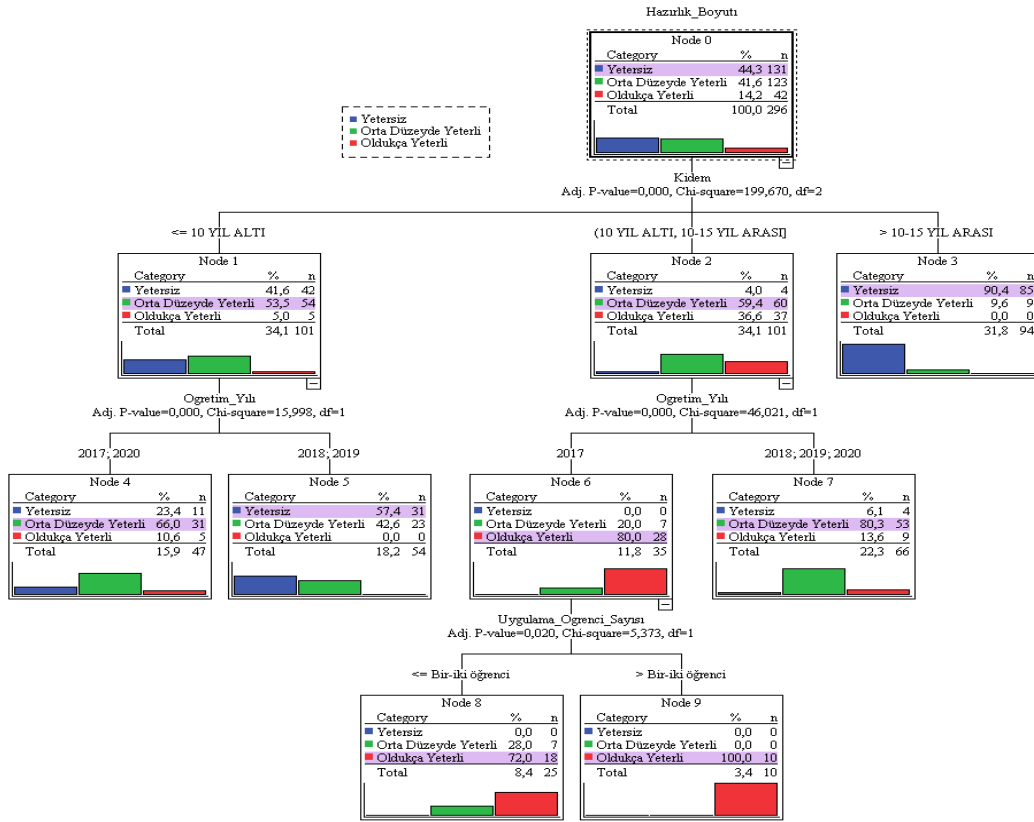 Hazırlık_Boyutı
Node 0
Category % n
Yetersiz 44,3 131
Orta Düzeyde Yeterli 41,6 123
Oldukça Yeterli 14,2 42
Total 100,0 296
Yetersiz
Orta Düzeyde Yeterli
Oldukça Yeterli
Kidem
Adj. P-value=0,000, Chi-square=199,670, df=2
<= 10 YIL ALTI
(10 YIL ALTI, 10-15 YIL ARASI]
> 10-15 YIL ARASI
Node 1
Category % n
Yetersiz 41,6 42
Orta Düzeyde Yeterli 53,5 54
Oldukça Yeterli 5,0 5
Total 34,1 101
Node 2
Category % n
Yetersiz 4,0 4
Orta Düzeyde Yeterli 59,4 60
Oldukça Yeterli 36,6 37
Total 34,1 101
Node 3
Category % n
Yetersiz 90,4 85
Orta Düzeyde Yeterli 9,6 9
Oldukça Yeterli 0,0 0
Total 31,8 94
Ogretim_Yılı
Adj. P-value=0,000, Chi-square=15,998, df=1
Ogretim_Yılı
Adj. P-value=0,000, Chi-square=46,021, df=1
2017; 2020
2018; 2019
2017
2018; 2019; 2020
Node 4
Category % n
Yetersiz 23,4 11
Orta Düzeyde Yeterli 66,0 31
Oldukça Yeterli 10,6 5
Total 15,9 47
Node 5
Category % n
Yetersiz 57,4 31
Orta Düzeyde Yeterli 42,6 23
Oldukça Yeterli 0,0 0
Total 18,2 54
Node 6
Category % n
Yetersiz 0,0 0
Orta Düzeyde Yeterli 20,0 7
Oldukça Yeterli 80,0 28
Total 11,8 35
Node 7
Category % n
Yetersiz 6,1 4
Orta Düzeyde Yeterli 80,3 53
Oldukça Yeterli 13,6 9
Total 22,3 66
Uygulama_Ogrenci_Sayısı
Adj. P-value=0,020, Chi-square=5,373, df=1
<= Bir-iki öğrenci
> Bir-iki öğrenci
Node 8
Category % n
Yetersiz 0,0 0
Orta Düzeyde Yeterli 28,0 7
Oldukça Yeterli 72,0 18
Total 8,4 25
Node 9
Category % n
Yetersiz 0,0 0
Orta Düzeyde Yeterli 0,0 0
Oldukça Yeterli 100,0 10
Total 3,4 10